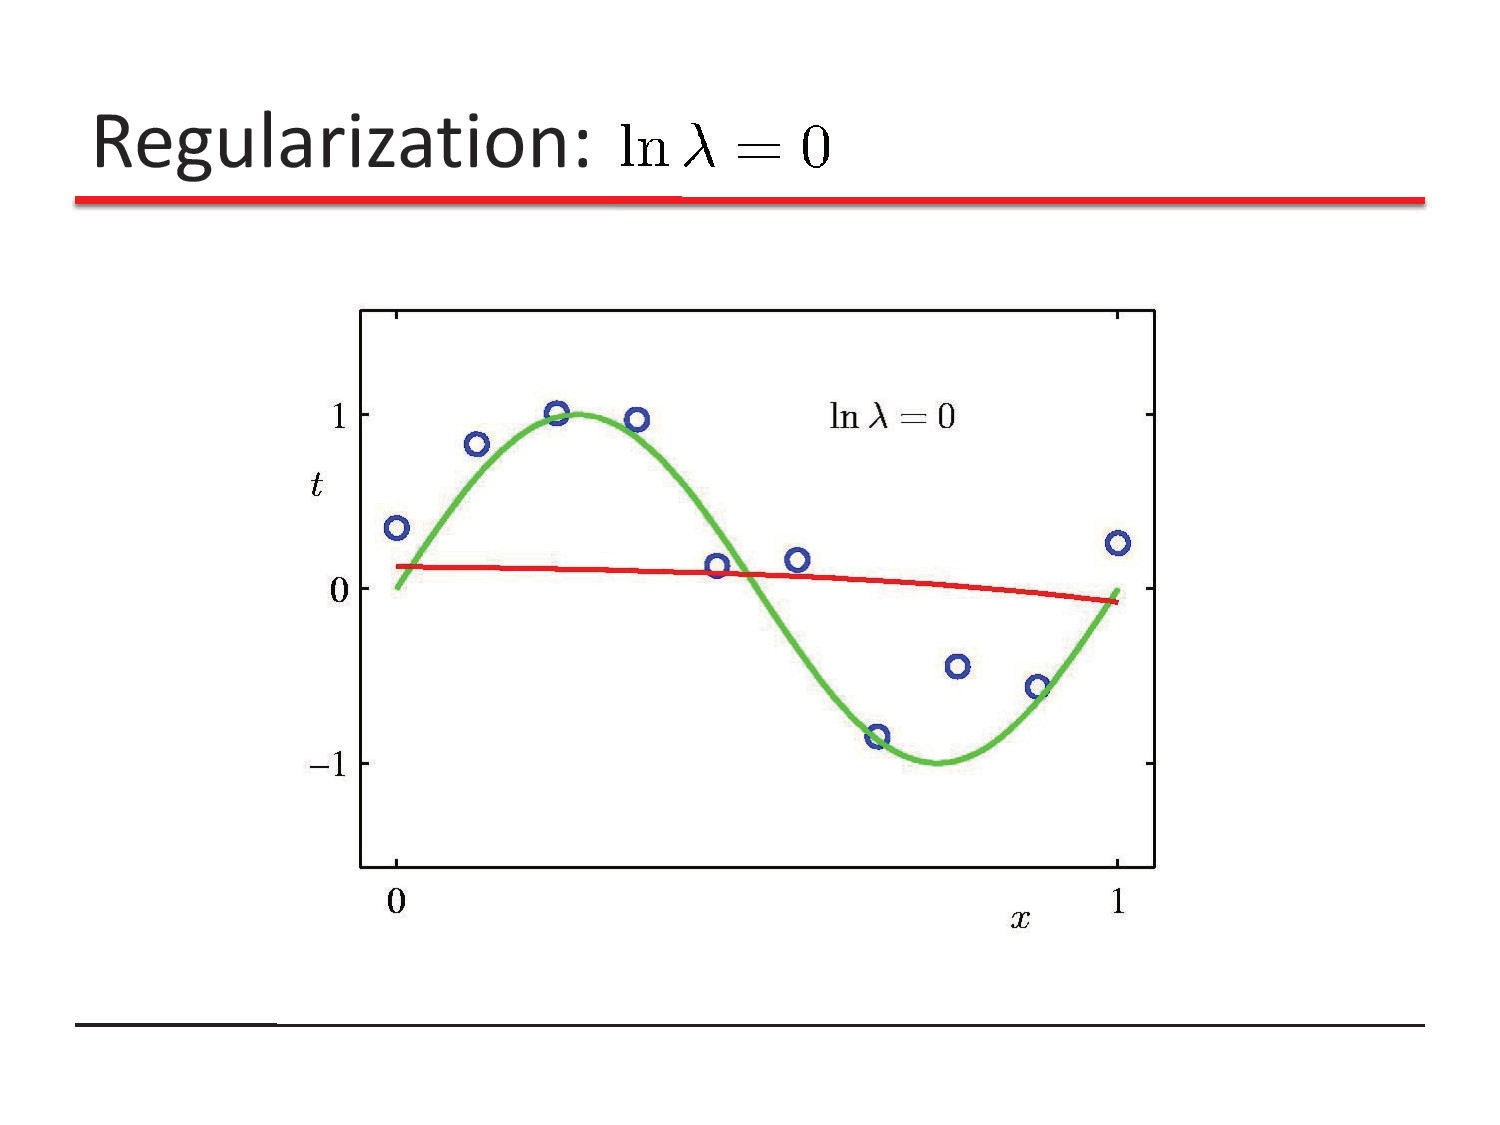 Regularization: ln λ = 0
ln λ = 0
1
t
0
−1
0
1
x